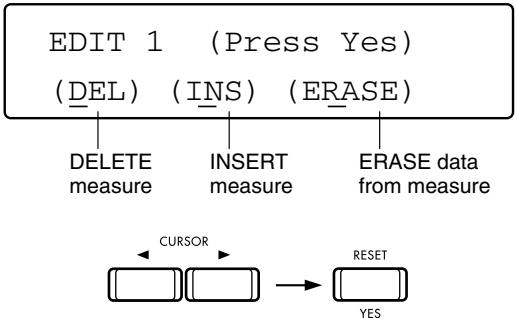 EDIT 1 (Press Yes)
(DEL) (INS) (ERASE)
DELETE measure
INSERT measure
ERASE data from measure
CURSOR
RESET
YES